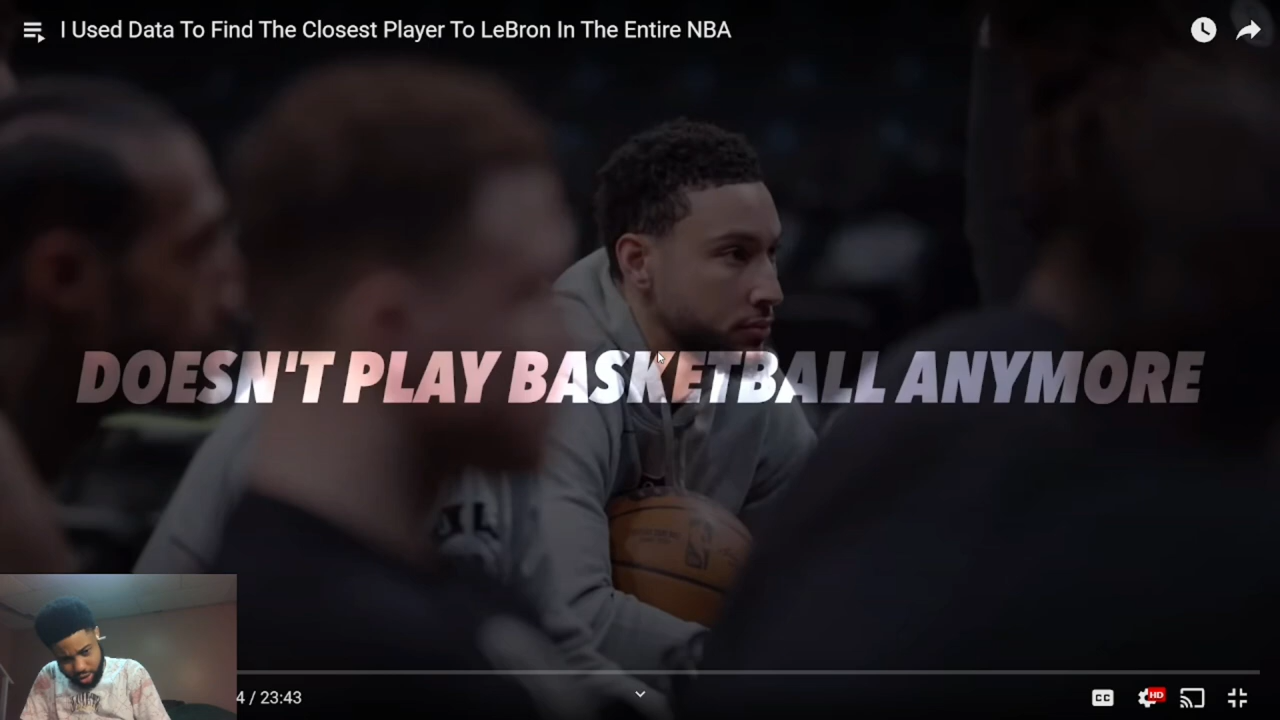 I Used Data To Find The Closest Player To LeBron In The Entire NBA
DOESN'T PLAY BASKETBALL ANYMORE
4 / 23:43
CC
HD